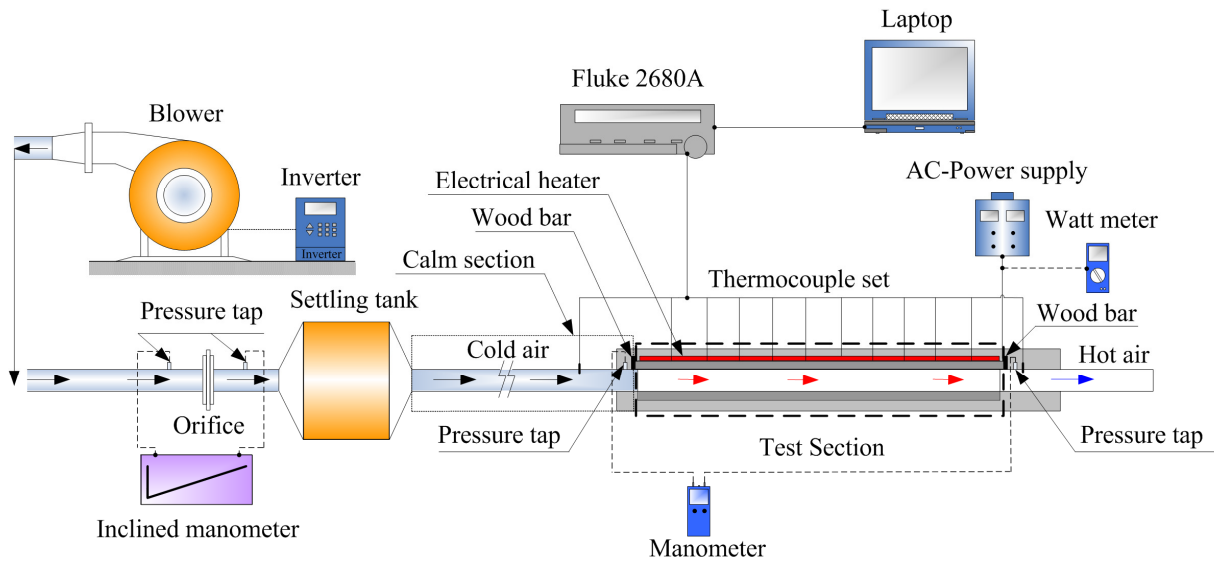 Laptop
Fluke 2680A
Blower
AC-Power supply
Electrical heater
Inverter
Wood bar
Watt meter
Inverter
Calm section
Thermocouple set
Settling tank
Pressure tap
Wood bar
Cold air
Hot air
Orifice
Pressure tap
Test Section
Pressure tap
Inclined manometer
Manometer